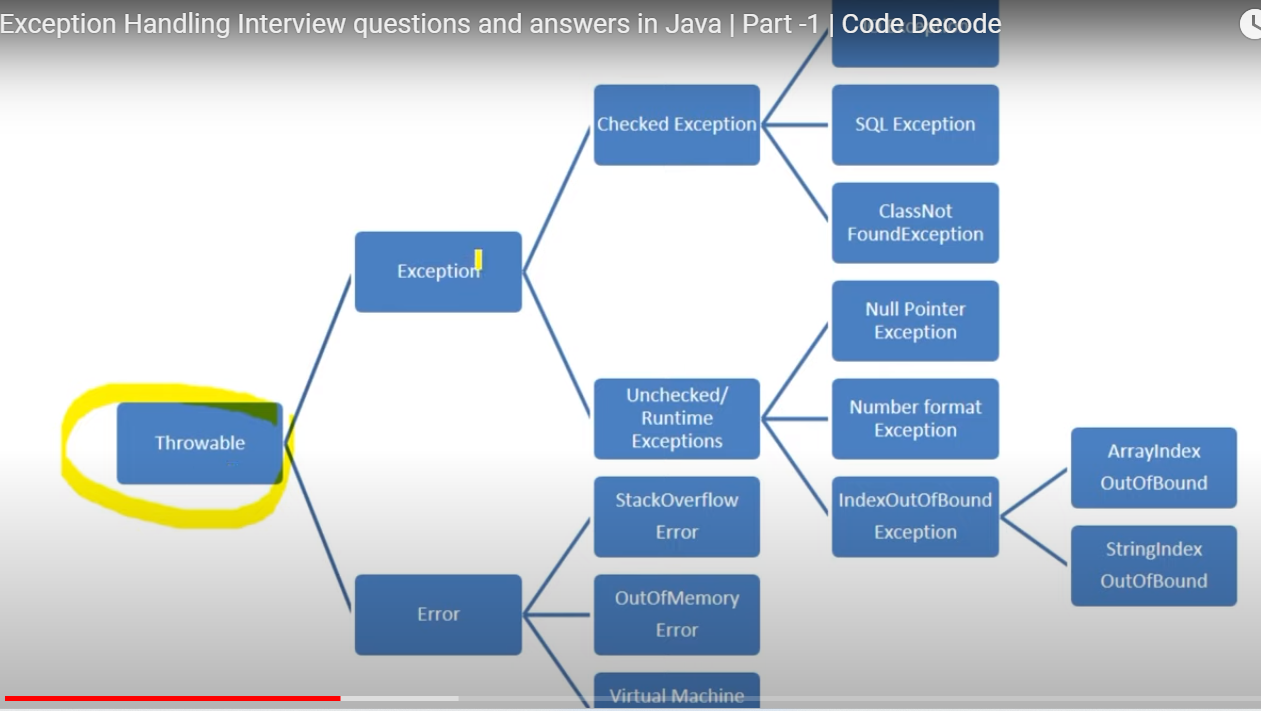 Exception Handling Interview questions and answers in Java | Part -1 | Code Decode
Checked Exception
SQL Exception
ClassNot
FoundException
Exception
Null Pointer
Exception
Unchecked/
Runtime
Exceptions
Number format
Exception
Throwable
IndexOutOfBound
Exception
ArrayIndex
OutOfBound
StringIndex
OutOfBound
StackOverflow
Error
Error
OutOfMemory
Error
Virtual Machine